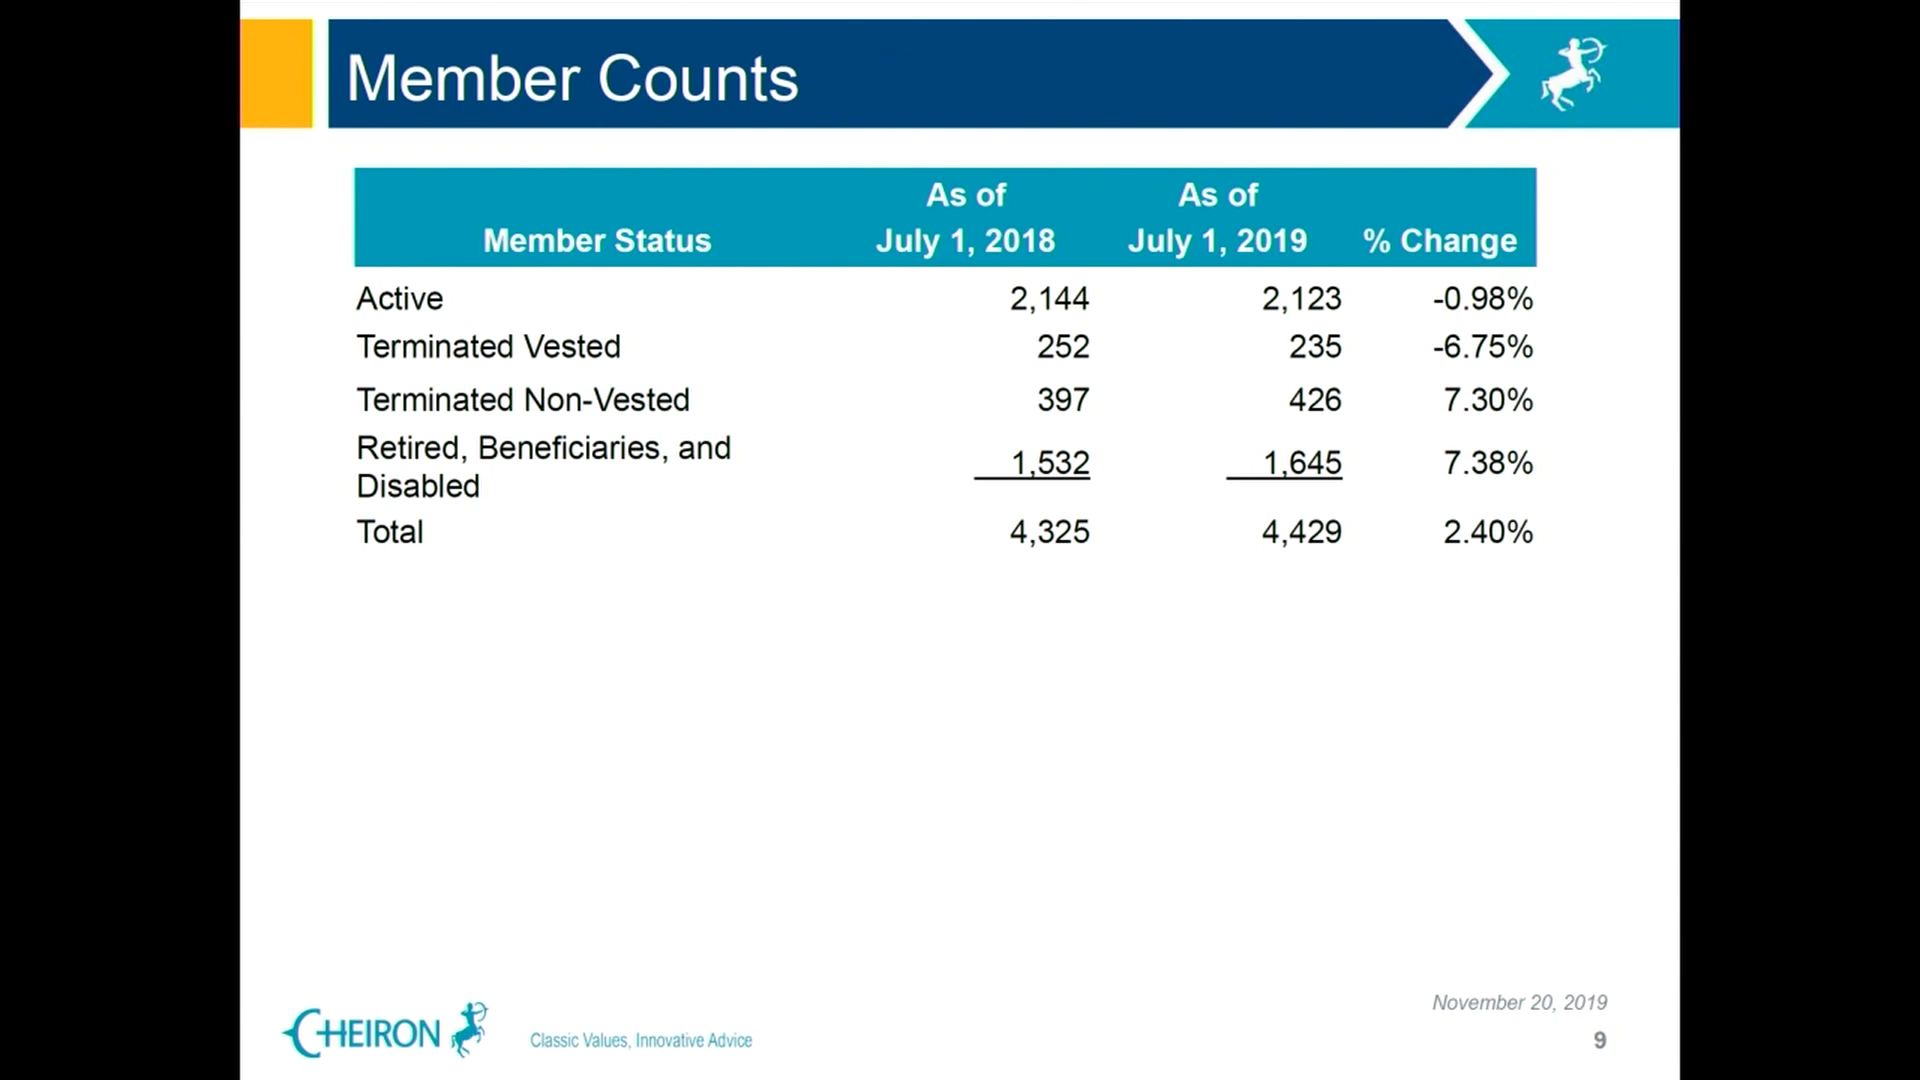 Member Counts
As of As of
Member Status July 1, 2018 July 1, 2019 % Change
Active 2,144 2,123 -0.98%
Terminated Vested 252 235 -6.75%
Terminated Non-Vested 397 426 7.30%
Retired, Beneficiaries, and
Disabled 1,532 1,645 7.38%
Total 4,325 4,429 2.40%
November 20, 2019
CHEIRON Classic Values, Innovative Advice 9